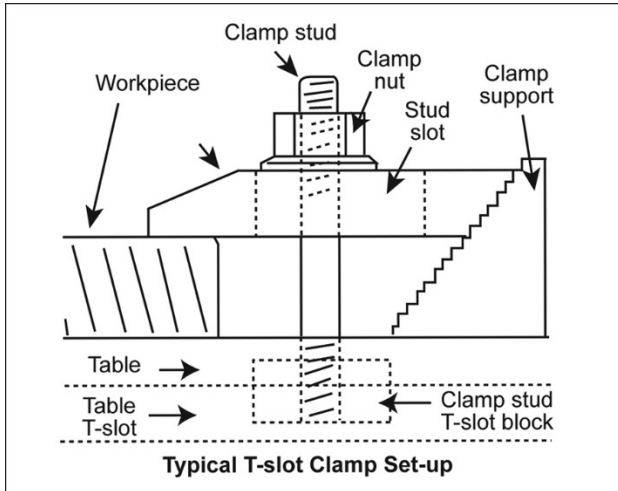 Clamp stud
Clamp
nut
Clamp
support
Workpiece
Stud
slot
Table
Table
T-slot
Clamp stud
T-slot block
Typical T-slot Clamp Set-up